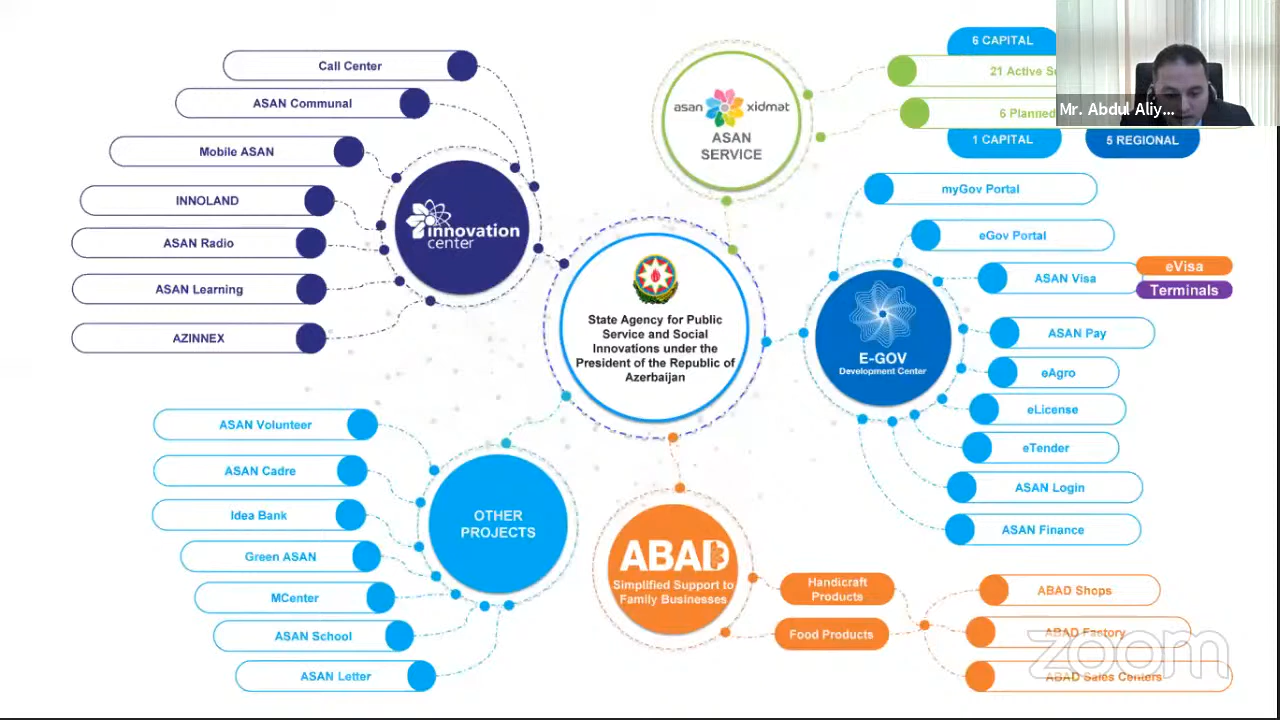 Call Center
ASAN Communal
Mobile ASAN
INNOLAND
ASAN Radio
ASAN Learning
AZINNEX
innovation
center
asan xidmat
ASAN
SERVICE
6 CAPITAL
21 Active
6 Planned
1 CAPITAL
5 REGIONAL
Mr. Abdul Aliy...
State Agency for Public
Service and Social
Innovations under the
President of the Republic of
Azerbaijan
myGov Portal
eGov Portal
ASAN Visa
eVisa
Terminals
ASAN Pay
eAgro
eLicense
eTender
ASAN Login
ASAN Finance
E-GOV
Development Center
ASAN Volunteer
ASAN Cadre
Idea Bank
Green ASAN
MCenter
ASAN School
ASAN Letter
OTHER
PROJECTS
ABAD
Simplified Support to
Family Businesses
Handicraft
Products
Food Products
ABAD Shops
ABAD Factory
ABAD Sales Centers
zoom